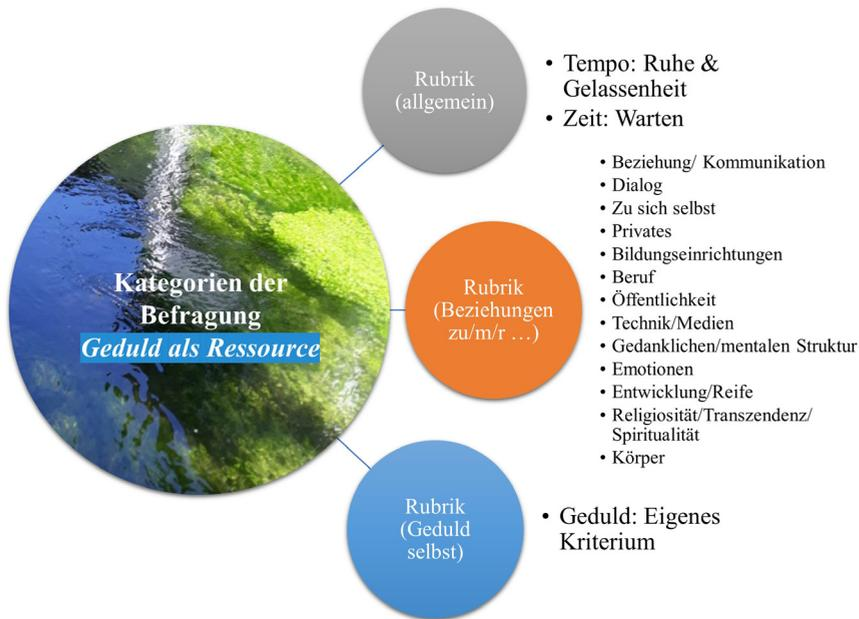 Kategorien der
Befragung
Geduld als Ressource
Rubrik
(allgemein)
• Tempo: Ruhe &
Gelassenheit
• Zeit: Warten
Rubrik
(Beziehungen
zu/m/r …)
• Beziehung/ Kommunikation
• Dialog
• Zu sich selbst
• Privates
• Bildungseinrichtungen
• Beruf
• Öffentlichkeit
• Technik/Medien
• Gedanklichen/mentalen Struktur
• Emotionen
• Entwicklung/Reife
• Religiosität/Transzendenz/
Spiritualität
• Körper
Rubrik
(Geduld
selbst)
• Geduld: Eigenes
Kriterium